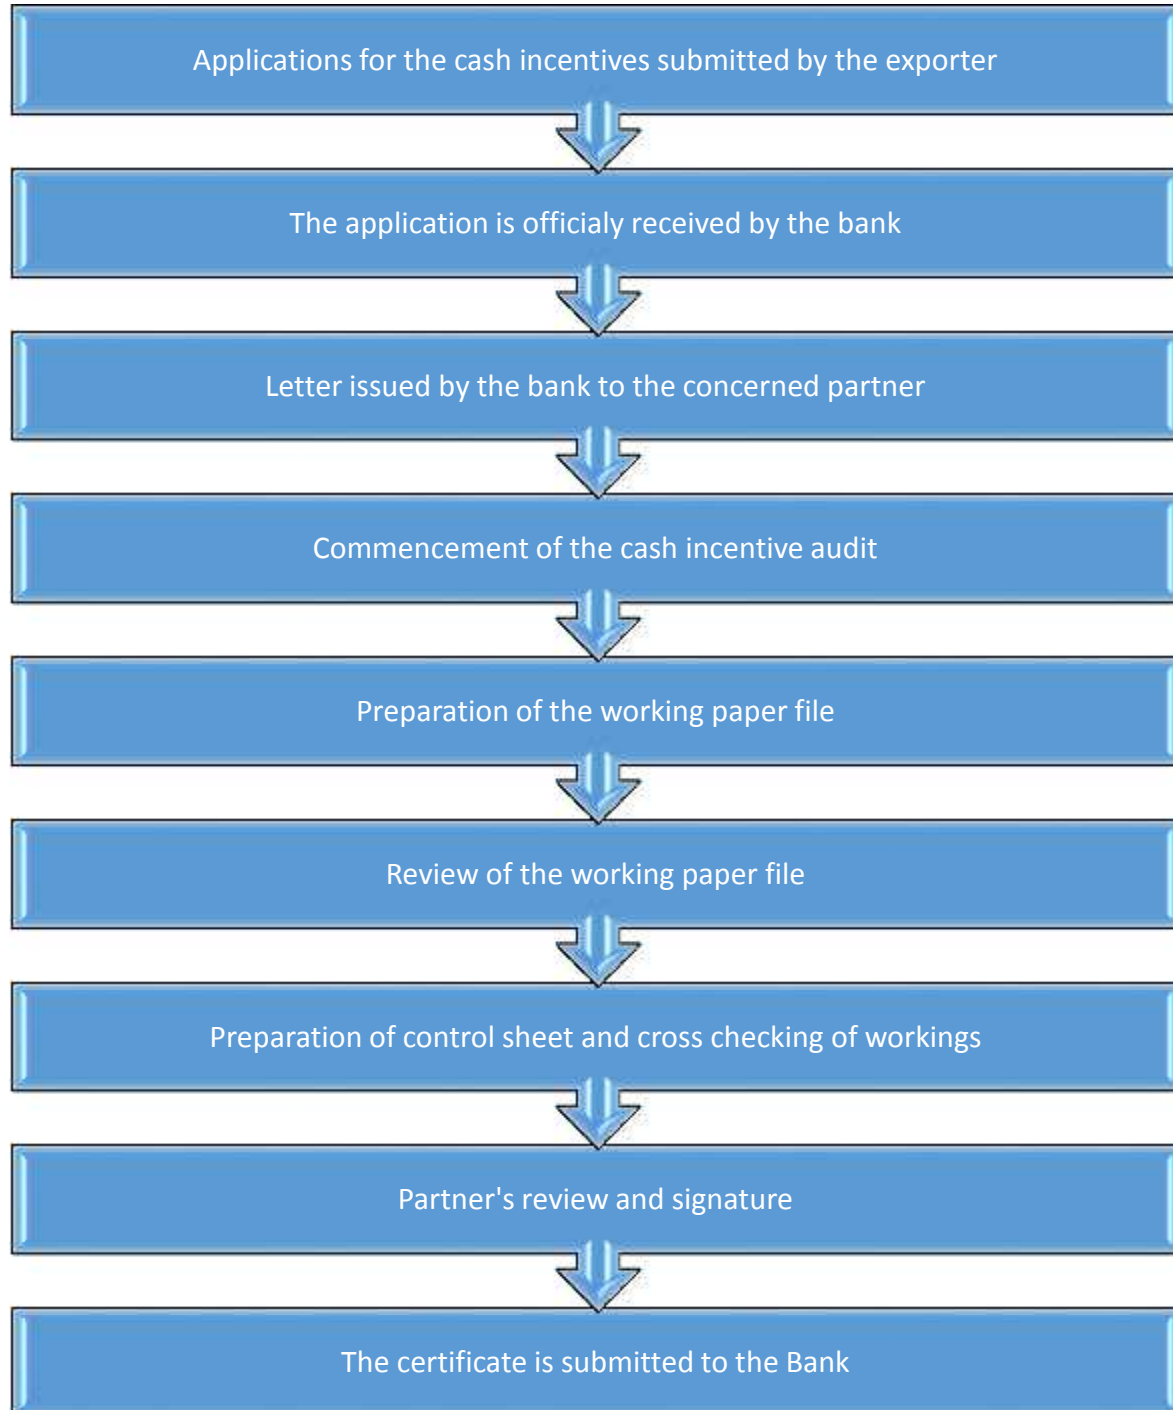 Applications for the cash incentives submitted by the exporter
The application is officialy received by the bank
Letter issued by the bank to the concerned partner
Commencement of the cash incentive audit
Preparation of the working paper file
Review of the working paper file
Preparation of control sheet and cross checking of workings
Partner's review and signature
The certificate is submitted to the Bank